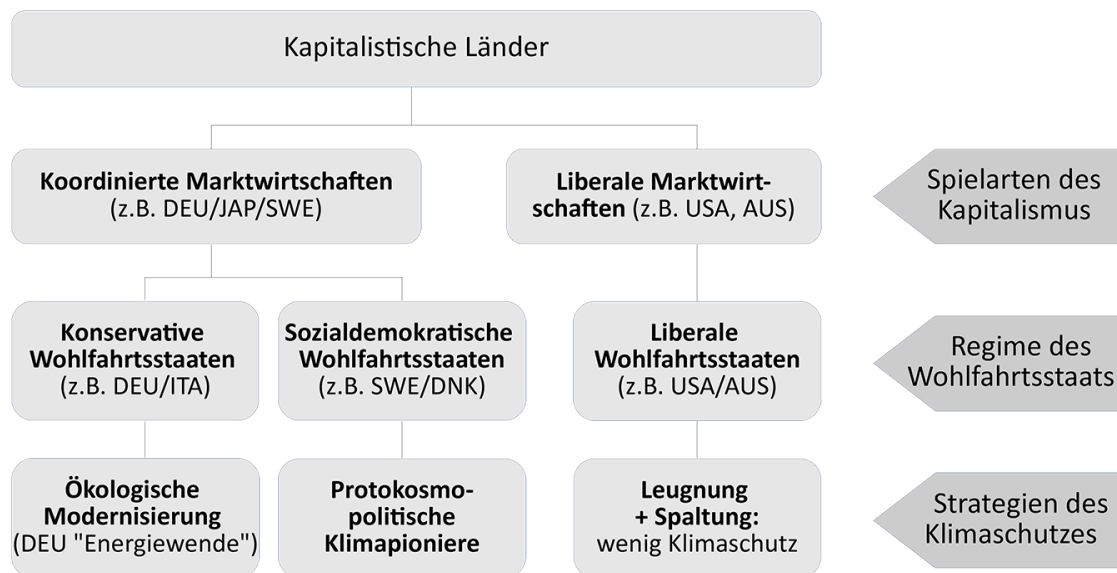 Kapitalistische Länder
Koordinierte Marktwirtschaften
(z.B. DEU/JAP/SWE)
Liberale Marktwirt-
schaften (z.B. USA, AUS)
Spielarten des
Kapitalismus
Konservative
Wohlfahrtsstaaten
(z.B. DEU/ITA)
Sozialdemokratische
Wohlfahrtsstaaten
(z.B. SWE/DNK)
Liberale
Wohlfahrtsstaaten
(z.B. USA/AUS)
Regime des
Wohlfahrtsstaats
Ökologische
Modernisierung
(DEU "Energiewende")
Protokosmo-
politische
Klimapioniere
Leugnung
+ Spaltung:
wenig Klimaschutz
Strategien des
Klimaschutzes